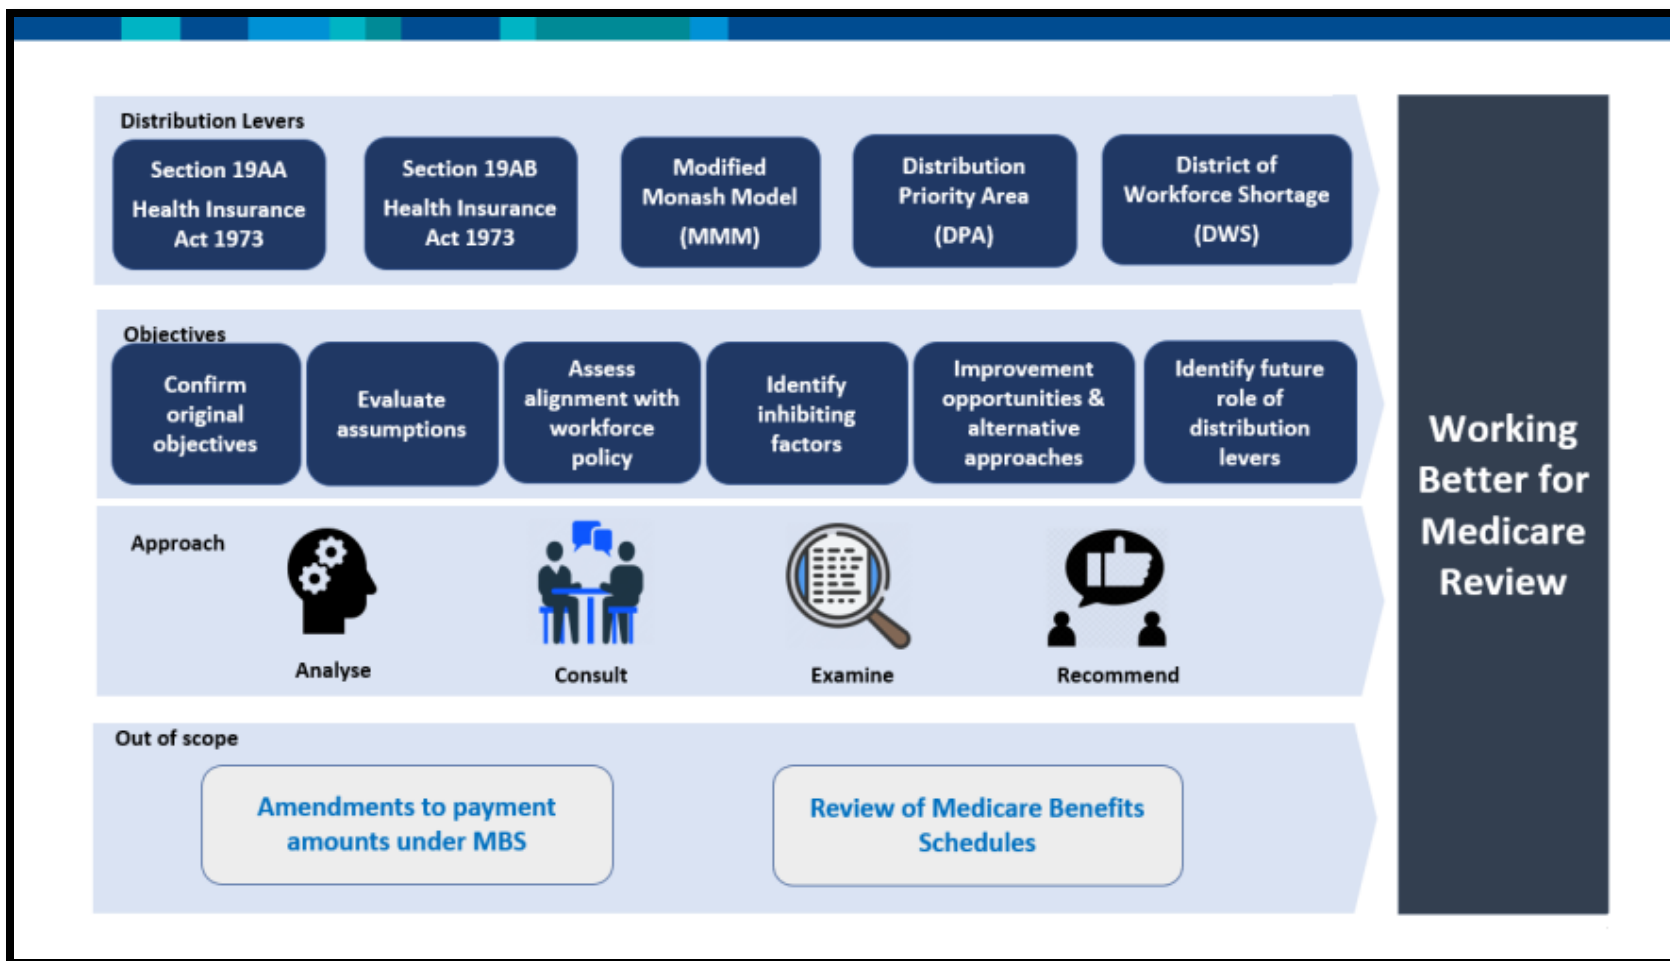 Distribution Levers
Section 19AA
Health Insurance
Act 1973
Section 19AB
Health Insurance
Act 1973
Modified
Monash Model
(MMM)
Distribution
Priority Area
(DPA)
District of
Workforce Shortage
(DWS)
Objectives
Confirm
original
objectives
Evaluate
assumptions
Assess
alignment with
workforce
policy
Identify
inhibiting
factors
Improvement
opportunities &
alternative
approaches
Identify future
role of
distribution
levers
Approach
Analyse
Consult
Examine
Recommend
Out of scope
Amendments to payment
amounts under MBS
Review of Medicare Benefits
Schedules
Working
Better for
Medicare
Review